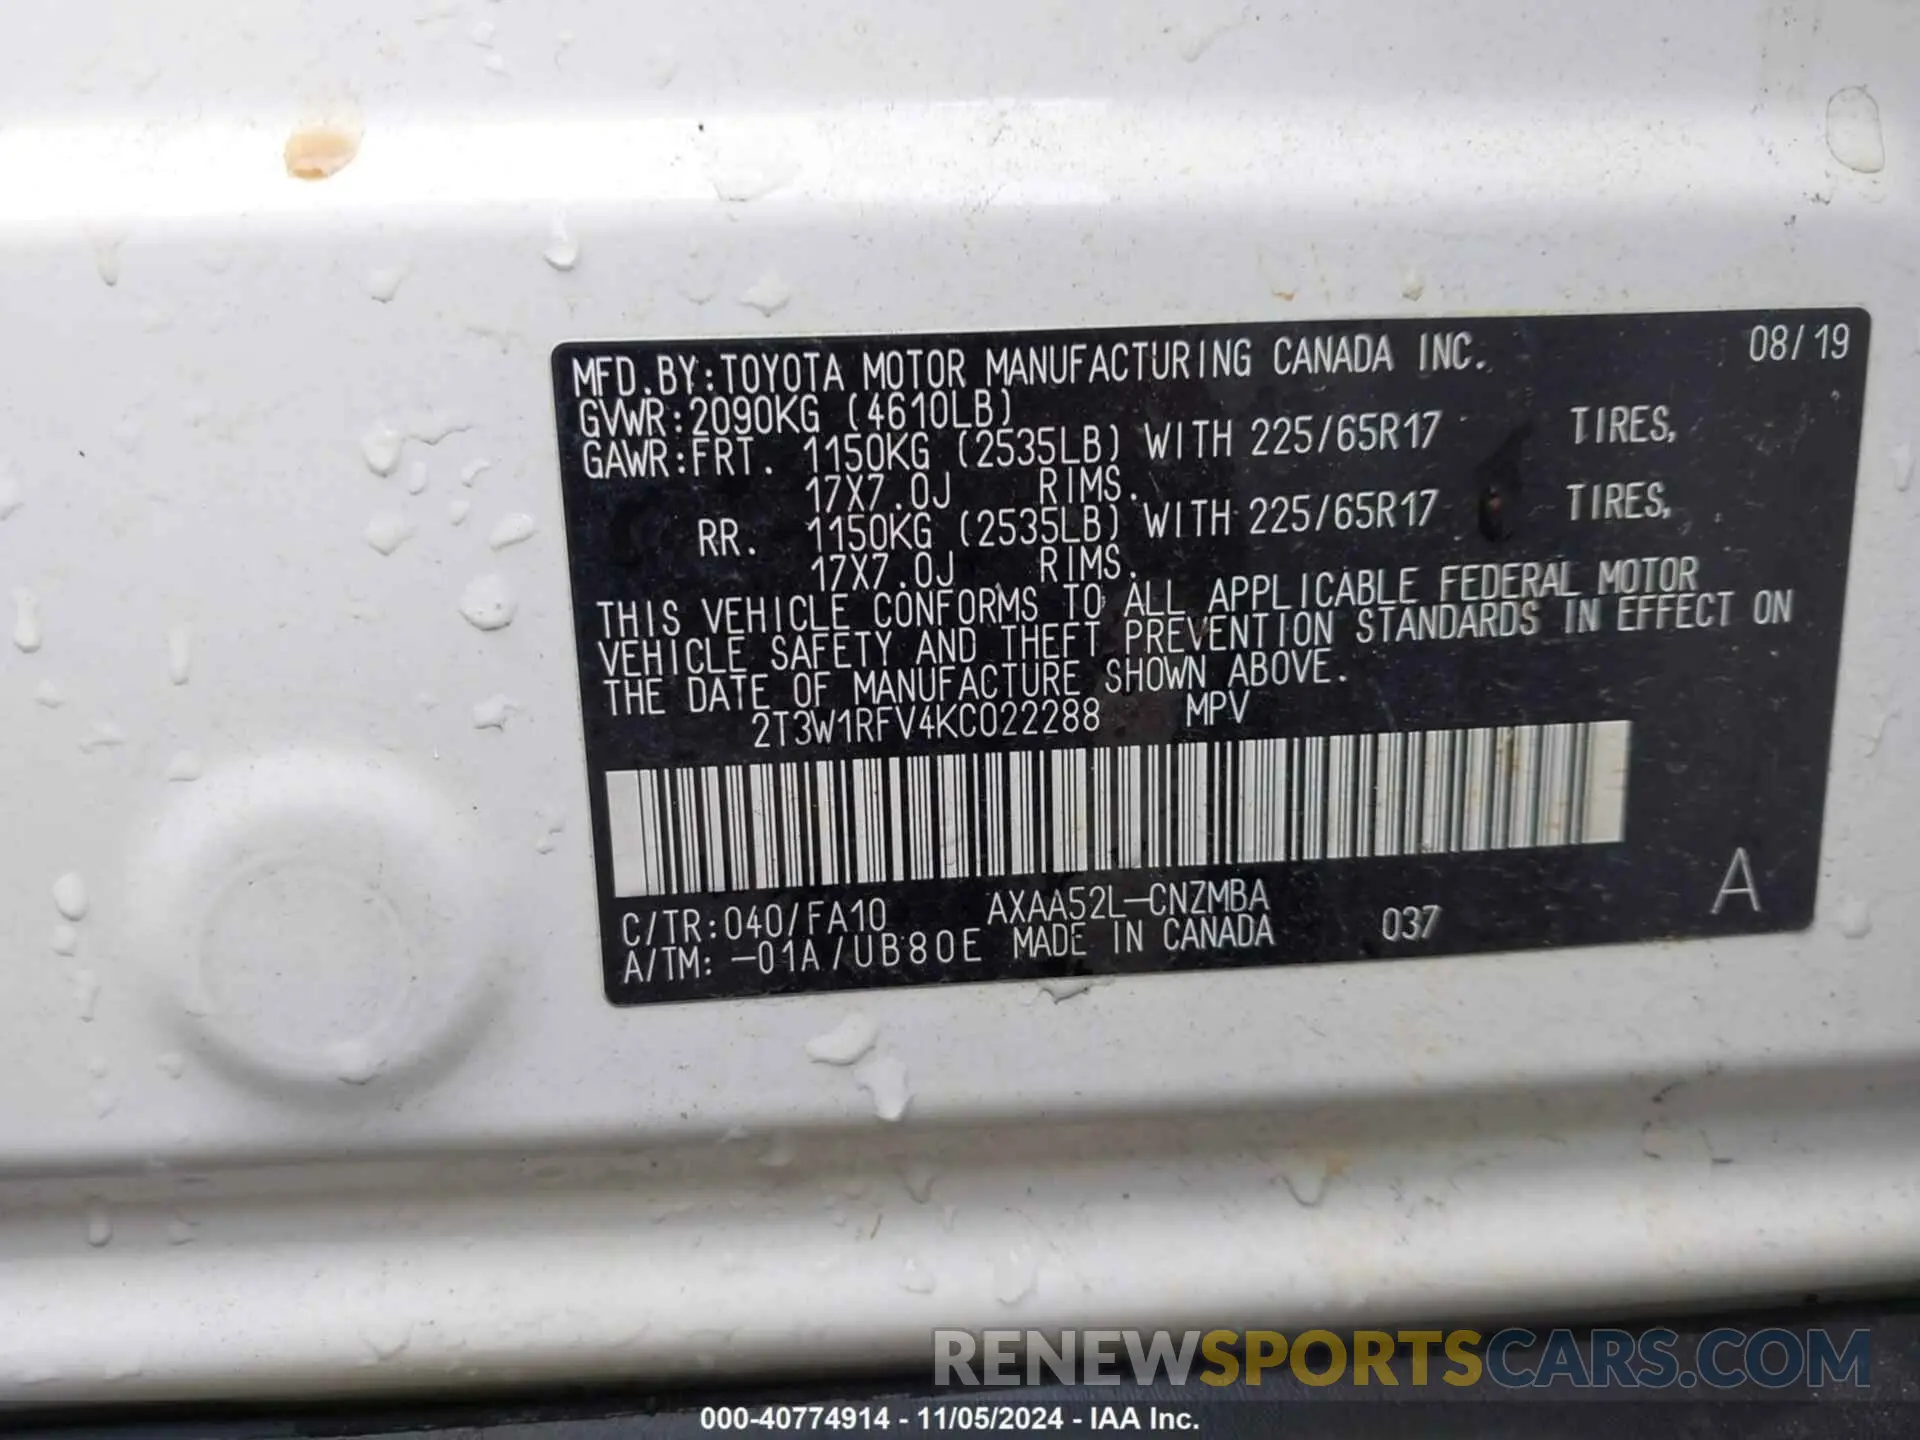 MFD.BY:TOYOTA MOTOR MANUFACTURING CANADA INC. 08/19
GVWR:2090KG (4610LB)
GAWR:FRT. 1150KG (2535LB) WITH 225/65R17 TIRES,
17X7.0J RIMS.
RR. 1150KG (2535LB) WITH 225/65R17 TIRES,
17X7.0J RIMS.
THIS VEHICLE CONFORMS TO ALL APPLICABLE FEDERAL MOTOR
VEHICLE SAFETY AND THEFT PREVENTION STANDARDS IN EFFECT ON
THE DATE OF MANUFACTURE SHOWN ABOVE.
2T3W1RFV4KC022288 MPV
C/TR:040/FA10 AXAA52L-CNZMBA A
A/TM:-01A/UB80E MADE IN CANADA 037
RENEWSPORTSCARS.COM
000-40774914 - 11/05/2024 - IAA Inc.